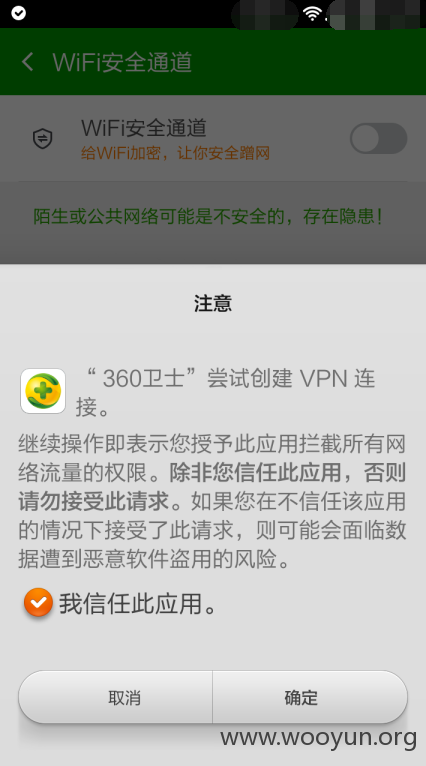 WiFi安全通道
WiFi安全通道
给WiFi加密，让你安全蹭网
陌生或公共网络可能是不安全的，存在隐患！
注意
“ 360卫士”尝试创建 VPN 连
接。
继续操作即表示您授予此应用拦截所有网
络流量的权限。除非您信任此应用，否则
请勿接受此请求。如果您在不信任该应用
的情况下接受了此请求，则可能会面临数
据遭到恶意软件盗用的风险。
我信任此应用。
取消
确定
www.wooyun.org